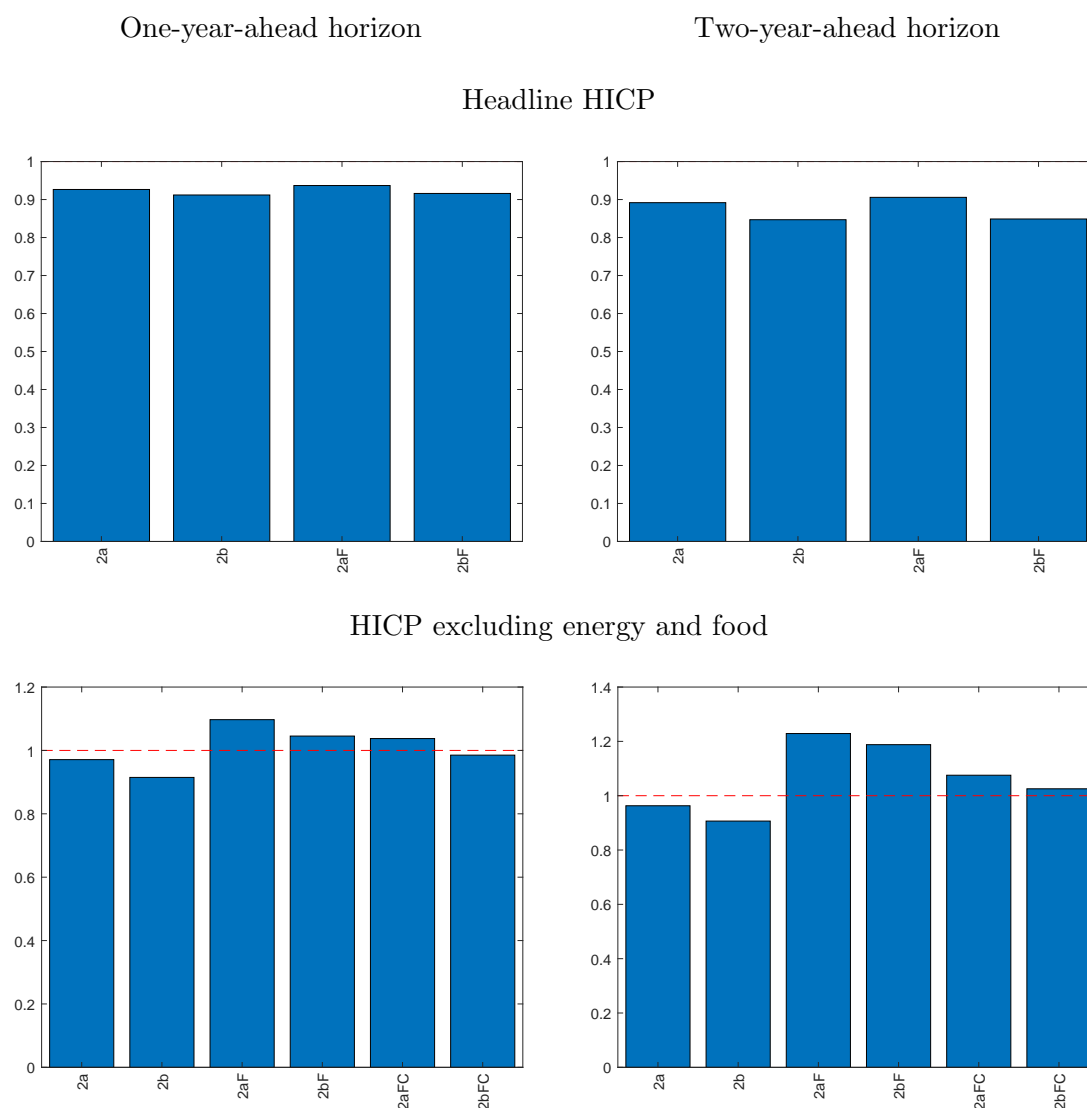 One-year-ahead horizon
Two-year-ahead horizon
Headline HICP
1
0.9
0.8
0.7
0.6
0.5
0.4
0.3
0.2
0.1
0
2a
2b
2aF
2bF
1
0.9
0.8
0.7
0.6
0.5
0.4
0.3
0.2
0.1
0
2a
2b
2aF
2bF
HICP excluding energy and food
1.2
1
0.8
0.6
0.4
0.2
0
2a
2b
2aF
2bF
2aFC
2bFC
1.4
1.2
1
0.8
0.6
0.4
0.2
0
2a
2b
2aF
2bF
2aFC
2bFC